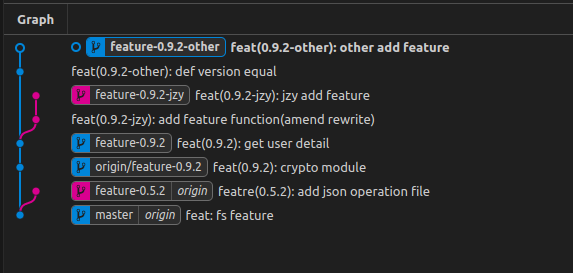 Graph
feature-0.9.2-other feat(0.9.2-other): other add feature
feat(0.9.2-other): def version equal
feature-0.9.2-jzy feat(0.9.2-jzy): jzy add feature
feat(0.9.2-jzy): add feature function(amend rewrite)
feature-0.9.2 feat(0.9.2): get user detail
origin/feature-0.9.2 feat(0.9.2): crypto module
feature-0.5.2 origin featre(0.5.2): add json operation file
master origin feat: fs feature